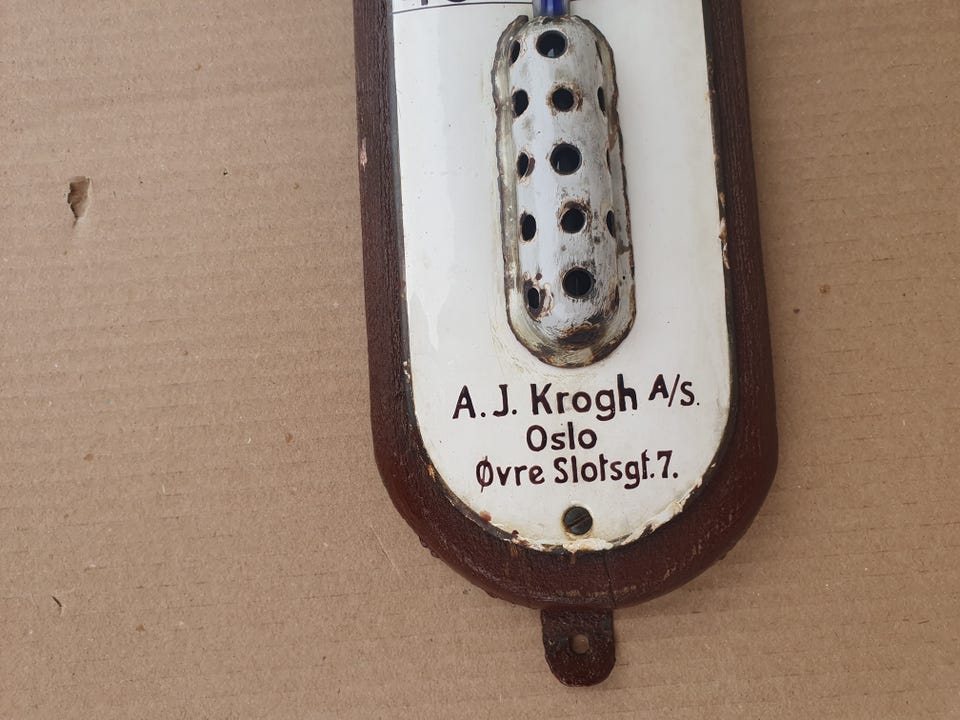 A. J. Krogh A/S.
Oslo
Øvre Slotsgt. 7.